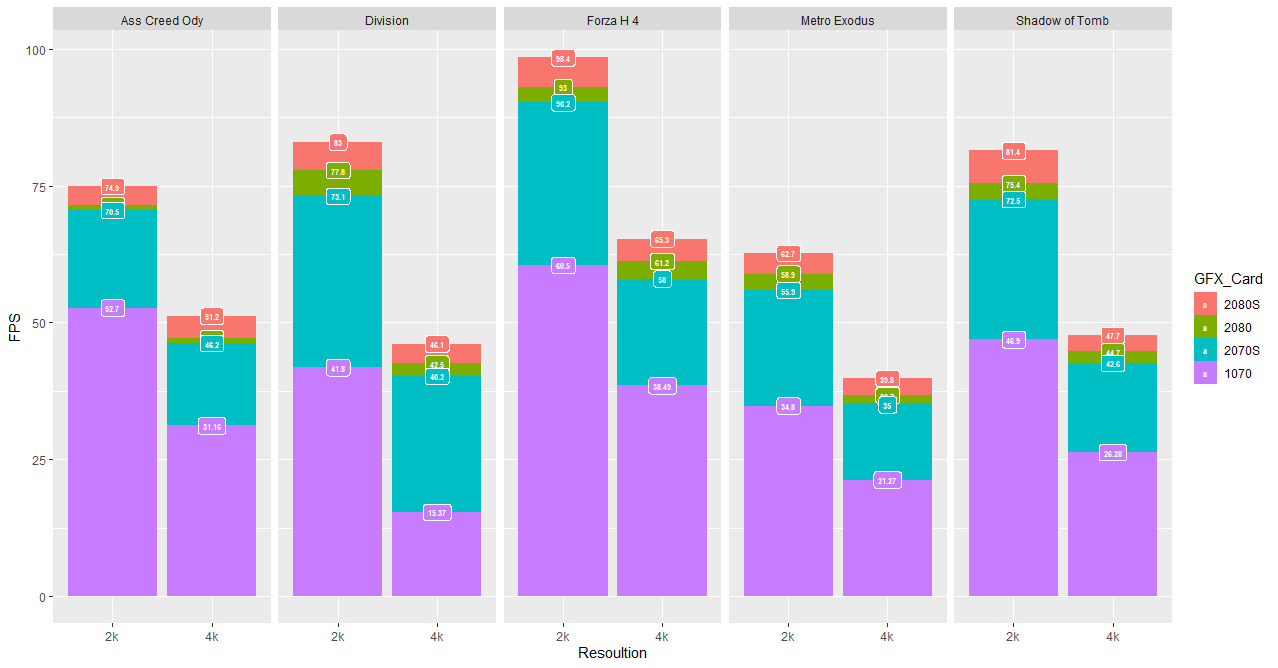 Ass Creed Ody
Division
Forza H 4
Metro Exodus
Shadow of Tomb
FPS
100
75
50
25
0
74.9
70.5
52.7
51.2
46.2
31.16
83
77.8
73.1
41.8
46.1
42.5
40.2
15.37
98.4
93
90.2
60.5
65.3
61.2
58
38.49
62.7
58.9
55.9
34.8
39.8
35
21.27
81.4
75.4
72.5
46.9
47.7
44.7
42.6
26.28
2k
4k
2k
4k
2k
4k
2k
4k
2k
4k
Resoultion
GFX_Card
a 2080S
a 2080
a 2070S
a 1070